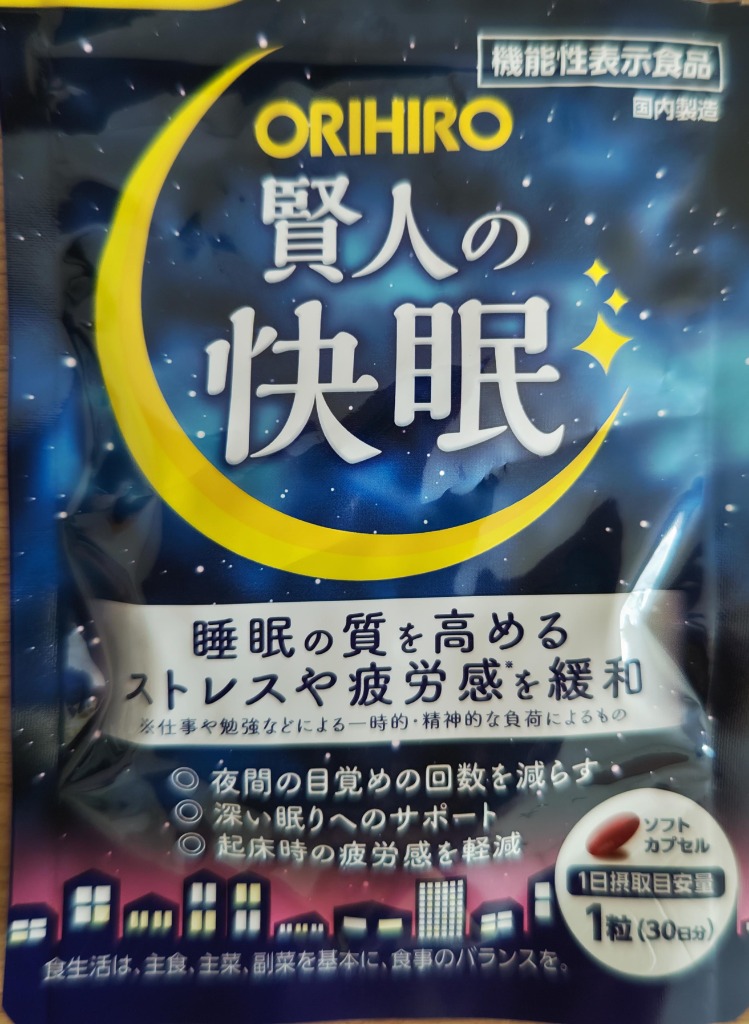 機能性表示食品
国内製造
ORIHIRO
賢人の
快眠
睡眠の質を高める
ストレスや疲労感※を緩和
※仕事や勉強などによる一時的・精神的な負荷によるもの
◎ 夜間の目覚めの回数を減らす
◎ 深い眠りへのサポート
◎ 起床時の疲労感を軽減
ソフト
カプセル
1日摂取目安量
1粒(30日分)
食生活は、主食、主菜、副菜を基本に、食事のバランスを。